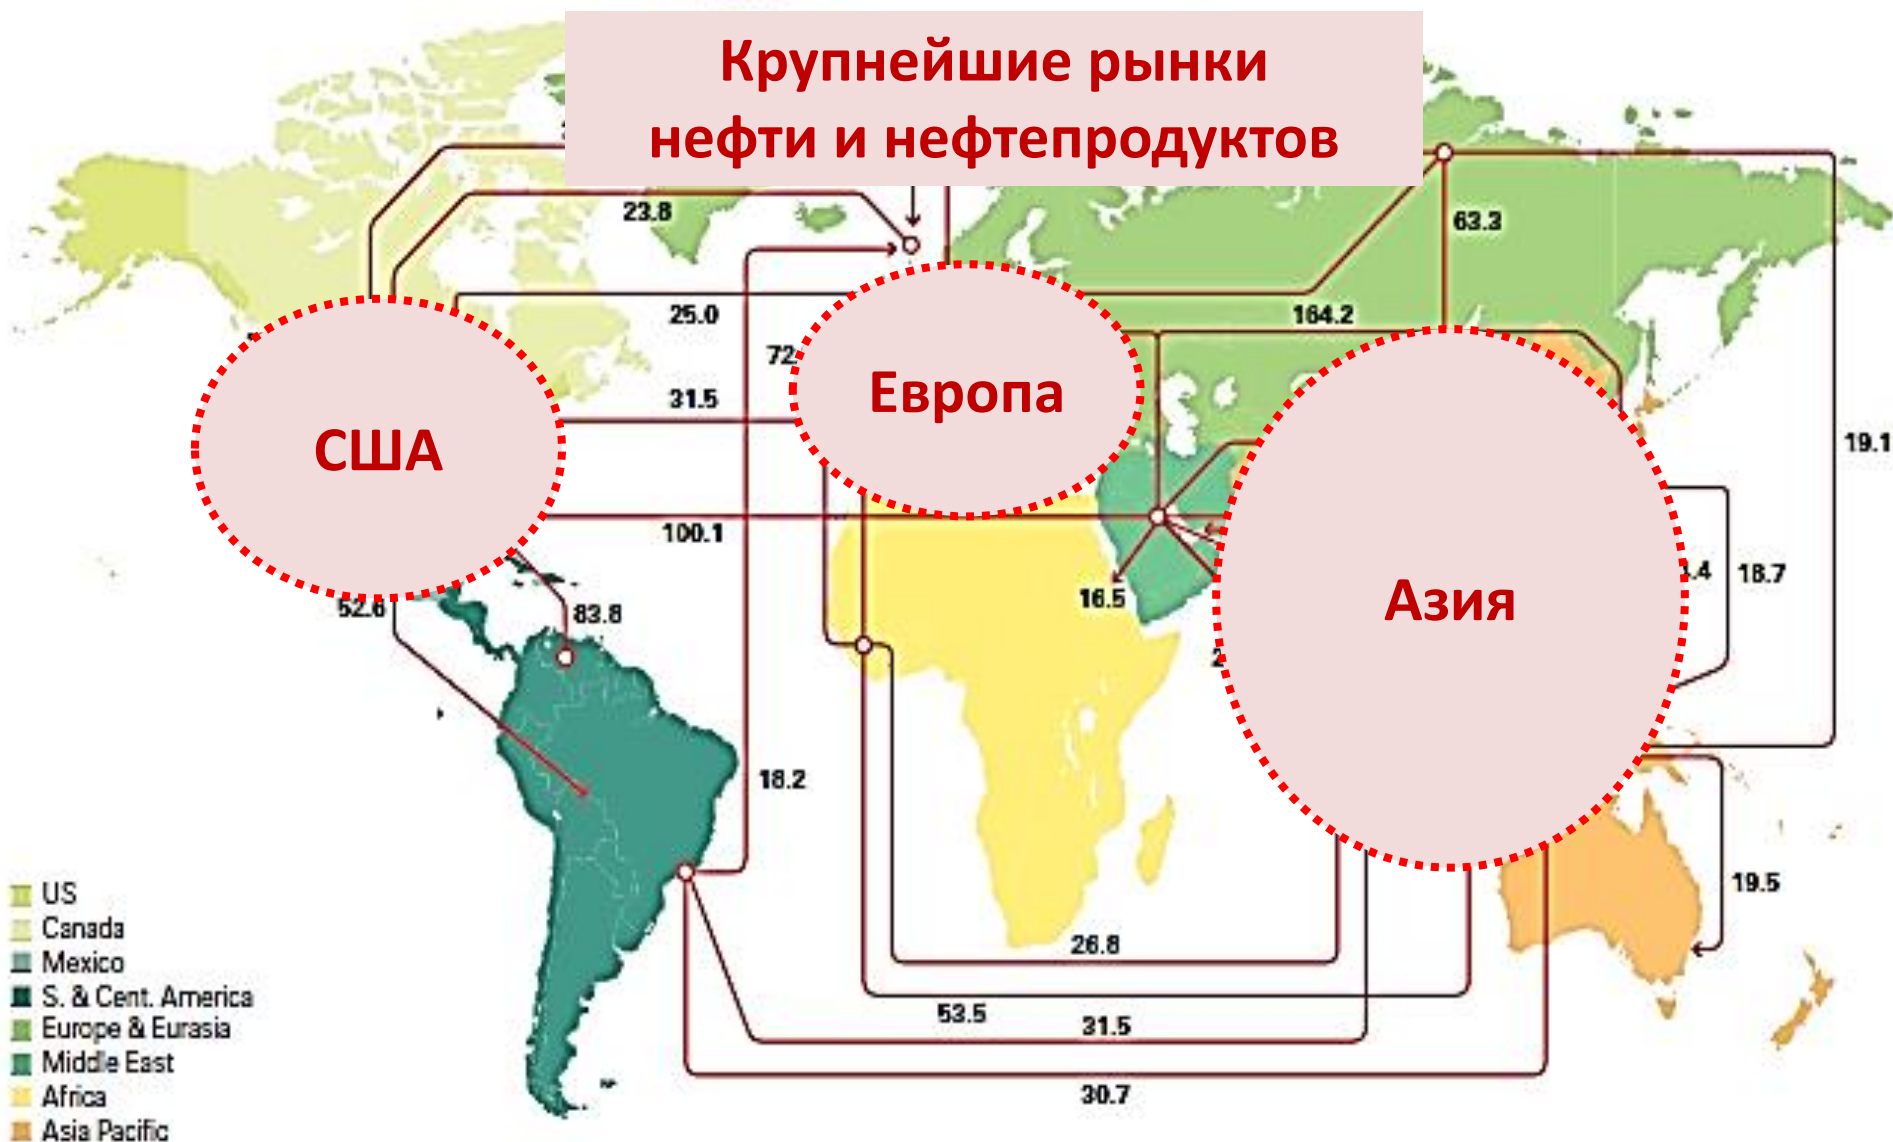 Крупнейшие рынки
нефти и нефтепродуктов
23.8
63.3
25.0
164.2
72
Европа
31.5
США
19.1
100.1
.4
18.7
16.5
Азия
52.6
83.8
2
18.2
19.5
26.8
53.5
31.5
30.7
US
Canada
Mexico
S. & Cent. America
Europe & Eurasia
Middle East
Africa
Asia Pacific